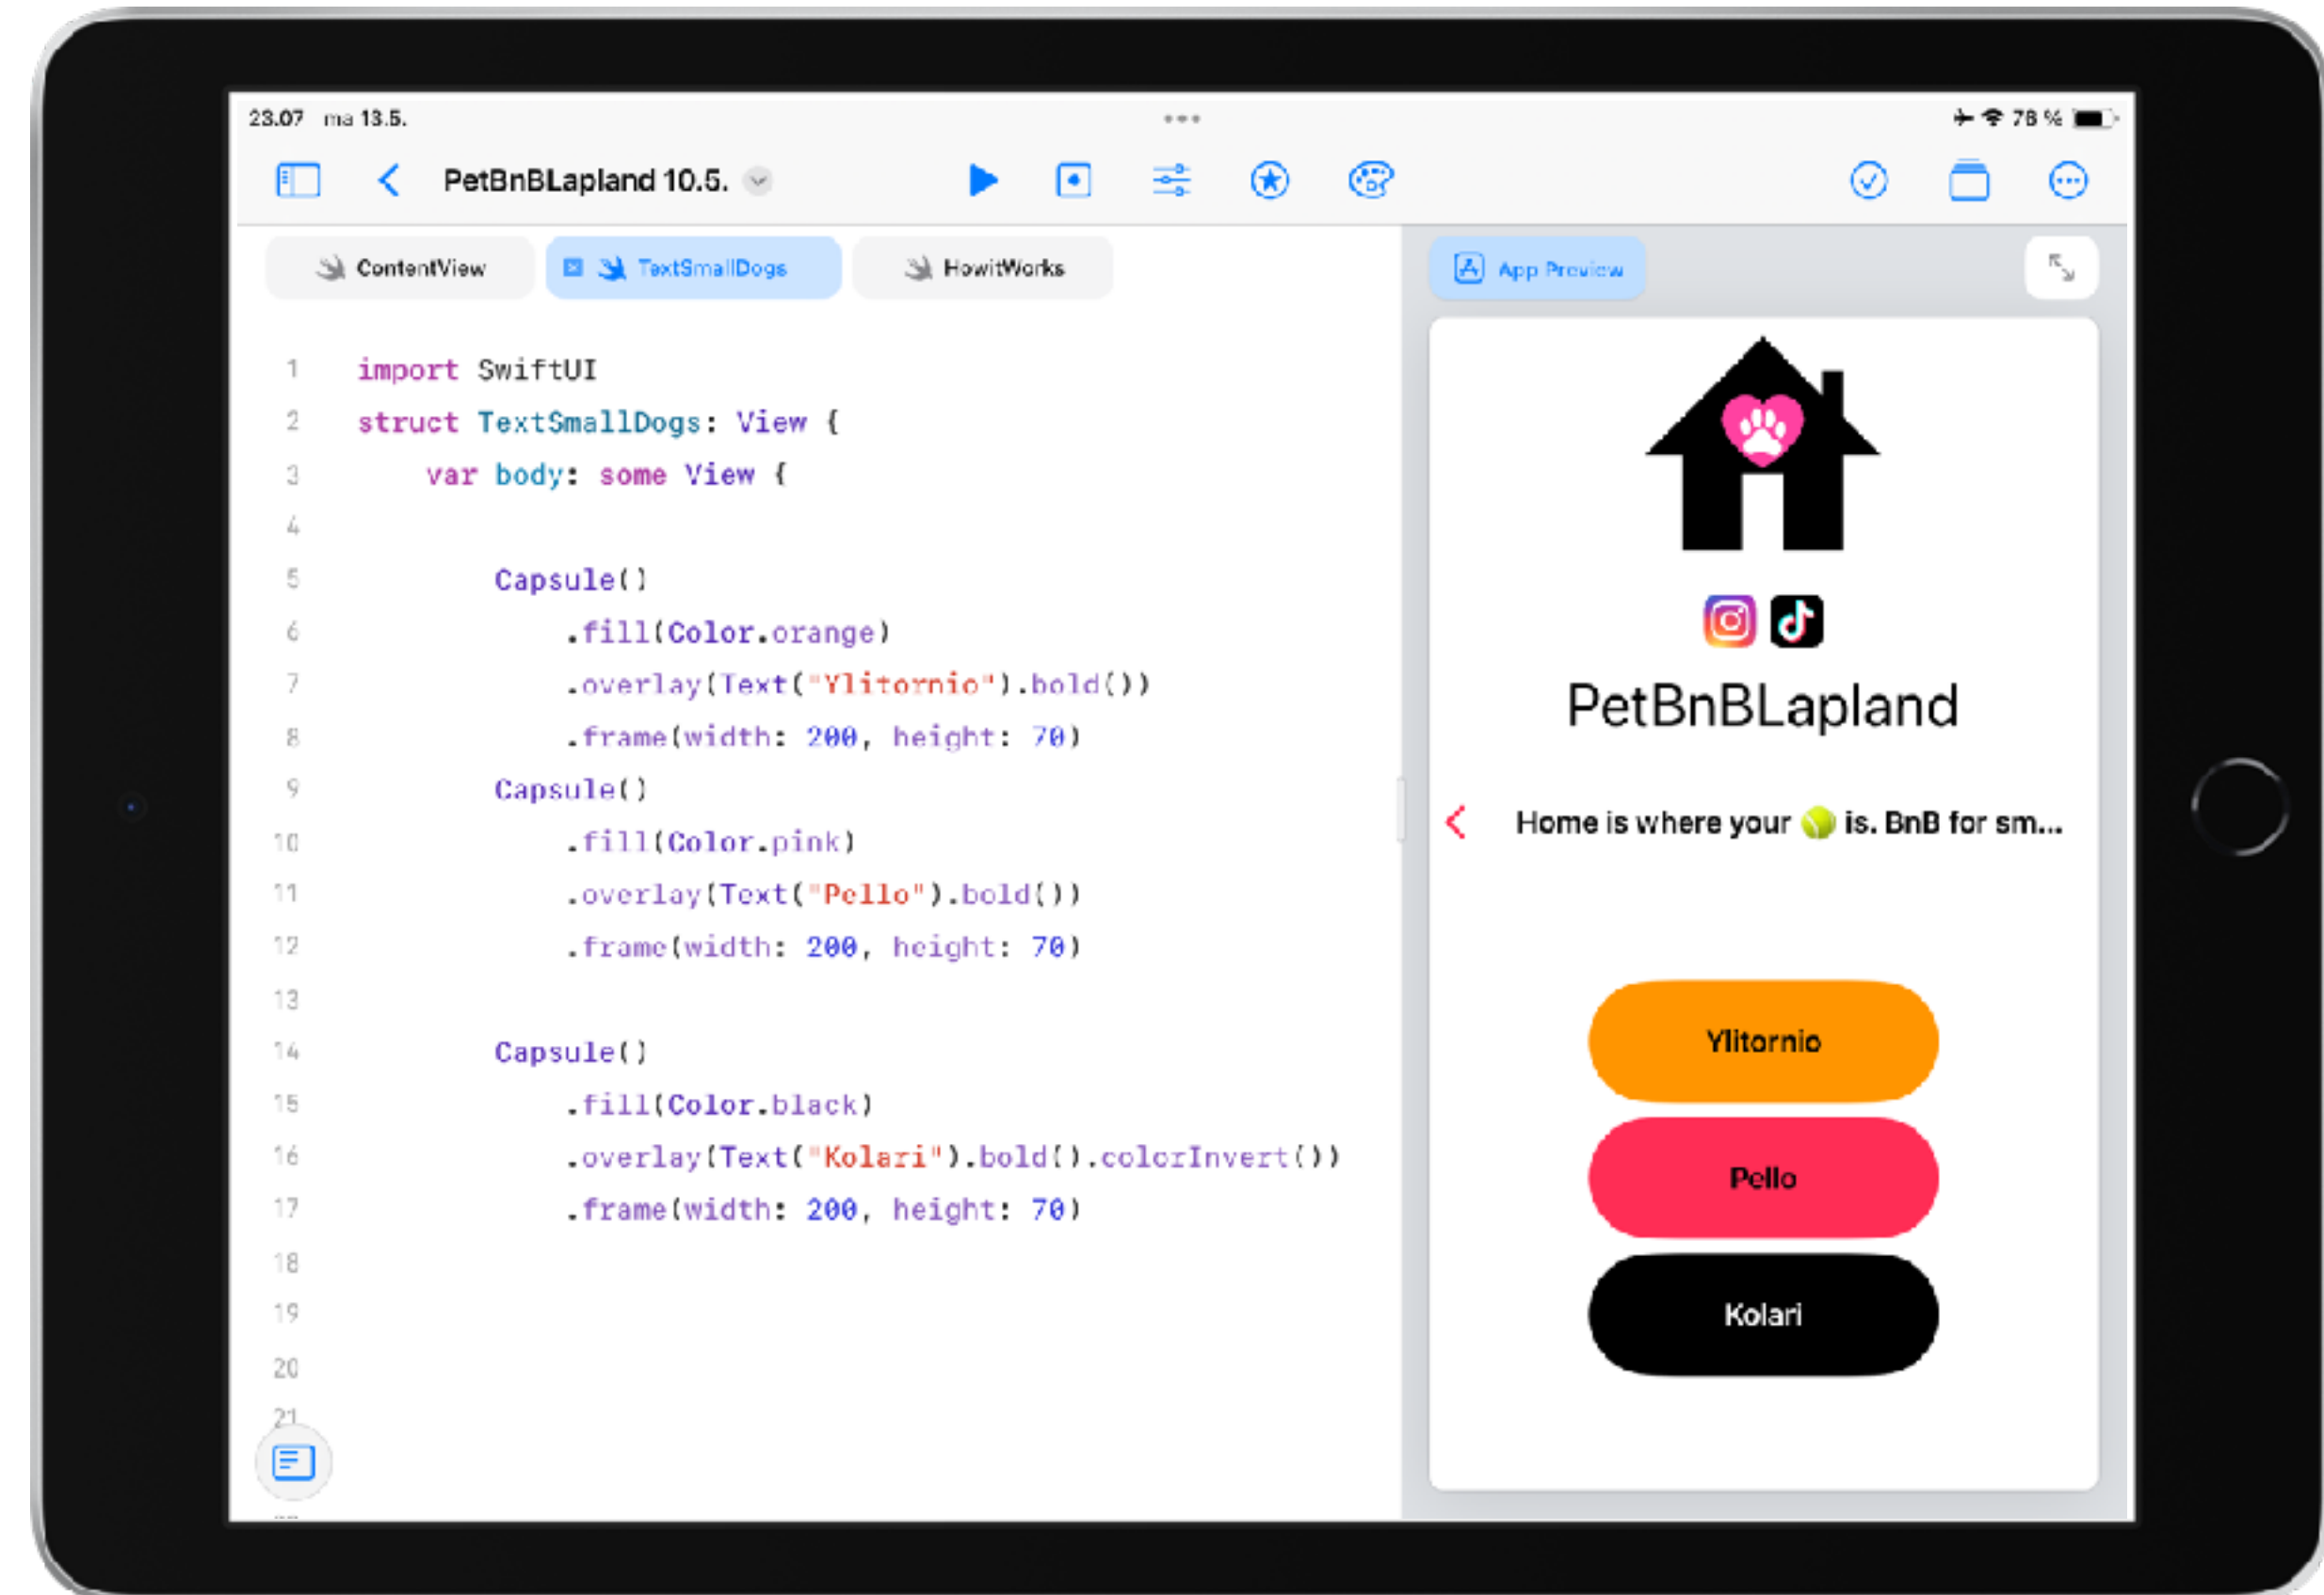 23.07 ma 13.5.
78 %
PetBnBLapland 10.5.
ContentView
TextSmallDogs
HowitWorks
1 import SwiftUI
2 struct TextSmallDogs: View {
3 var body: some View {
4
5 Capsule()
6 .fill(Color.orange)
7 .overlay(Text("Ylitornio").bold())
8 .frame(width: 200, height: 70)
9 Capsule()
10 .fill(Color.pink)
11 .overlay(Text("Pello").bold())
12 .frame(width: 200, height: 70)
13
14 Capsule()
15 .fill(Color.black)
16 .overlay(Text("Kolari").bold().colorInvert())
17 .frame(width: 200, height: 70)
18
19
20
21
App Preview
PetBnBLapland
Home is where your 🎾 is. BnB for sm...
Ylitornio
Pello
Kolari